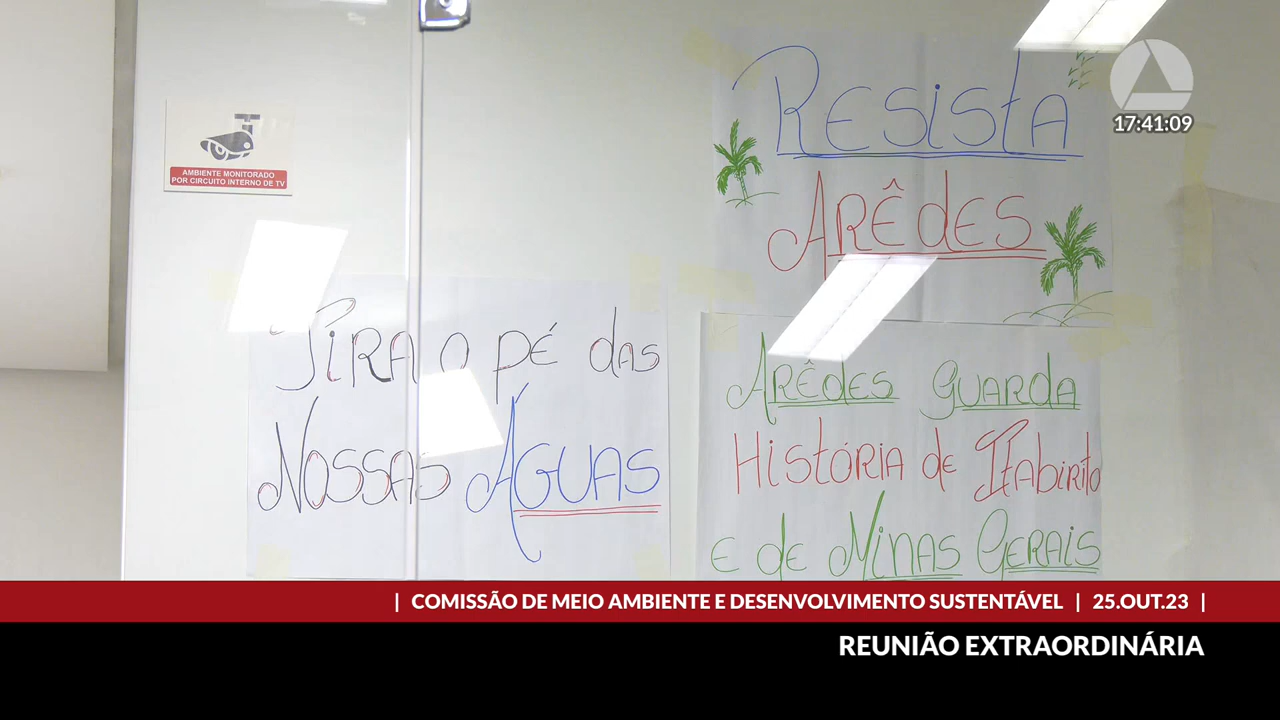 AMBIENTE MONITORADO
POR CIRCUITO INTERNO DE TV
17:41:09
Resista
Arêdes
Tira o pé das
Nossas Águas
Arêdes Guarda
História de Itabirito
e de Minas Gerais
| COMISSÃO DE MEIO AMBIENTE E DESENVOLVIMENTO SUSTENTÁVEL | 25.OUT.23 |
REUNIÃO EXTRAORDINÁRIA